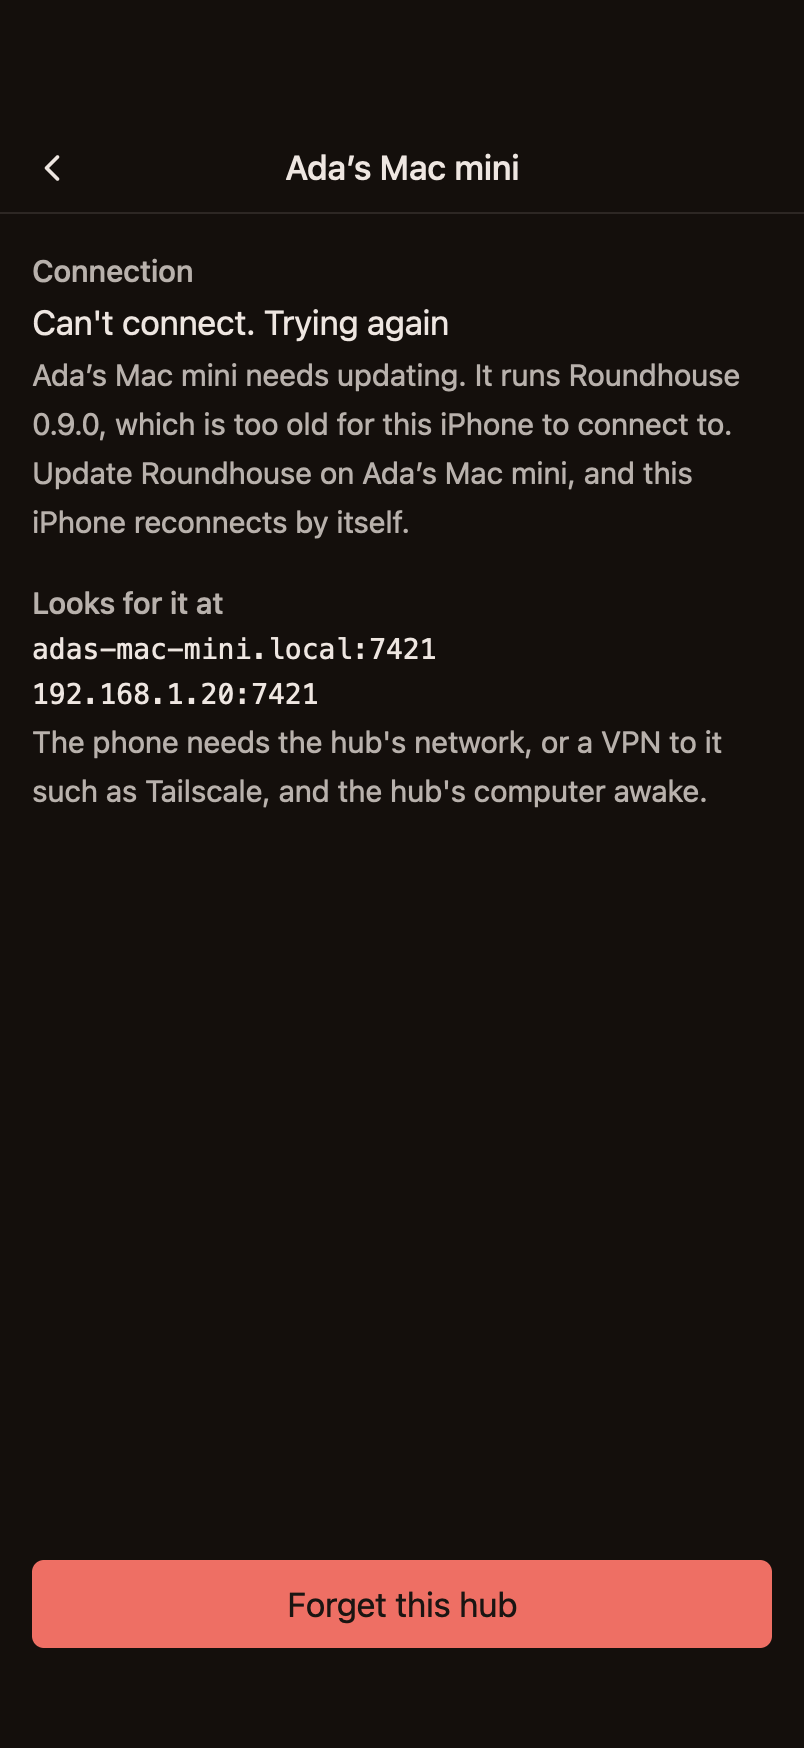 Ada’s Mac mini
Connection
Can't connect. Trying again
Ada’s Mac mini needs updating. It runs Roundhouse
0.9.0, which is too old for this iPhone to connect to.
Update Roundhouse on Ada’s Mac mini, and this
iPhone reconnects by itself.
Looks for it at
adas-mac-mini.local:7421
192.168.1.20:7421
The phone needs the hub's network, or a VPN to it
such as Tailscale, and the hub's computer awake.
Forget this hub